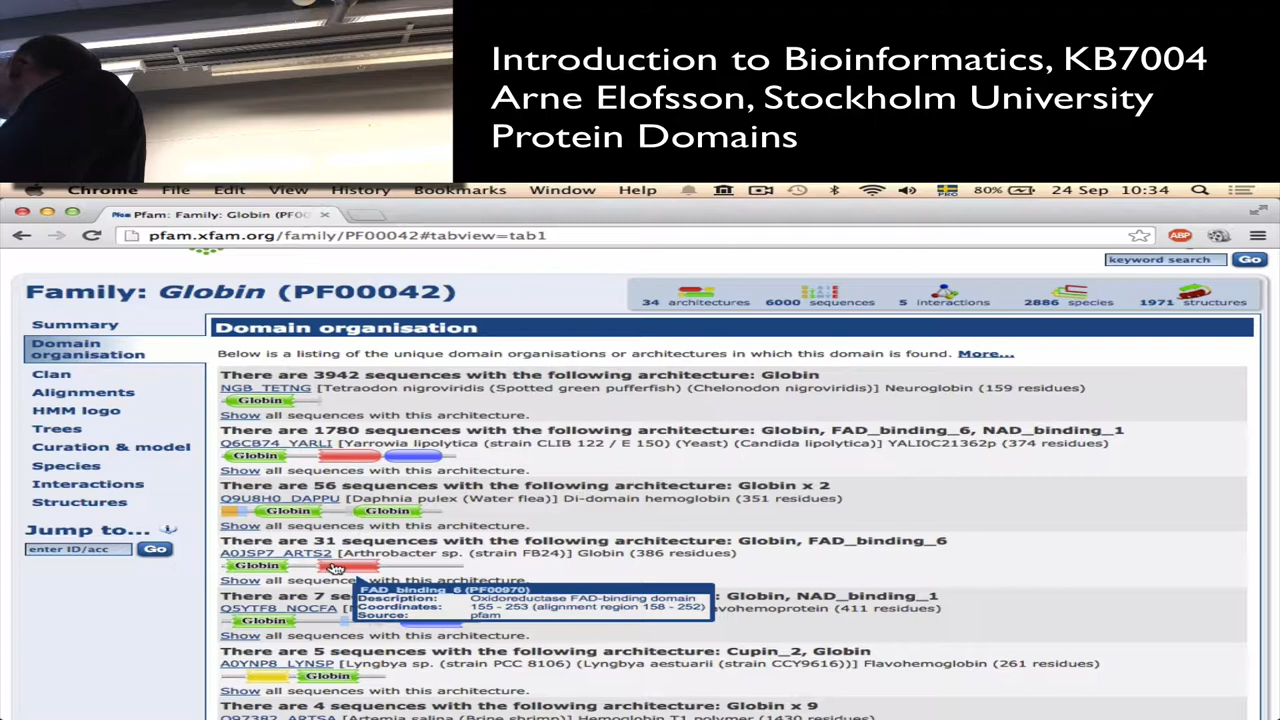 Introduction to Bioinformatics, KB7004
Arne Elofsson, Stockholm University
Protein Domains
Chrome File Edit View History Bookmarks Window Help 80% 24 Sep 10:34
Pfam: Family: Globin (PF00
pfam.xfam.org/family/PF00042#tabview=tab1
ABP
keyword search Go
Family: Globin (PF00042)
34 architectures 6000 sequences 5 interactions 2886 species 1971 structures
Summary
Domain organisation
Clan
Alignments
HMM logo
Trees
Curation & model
Species
Interactions
Structures
Jump to...
enter ID/acc Go
Domain organisation
Below is a listing of the unique domain organisations or architectures in which this domain is found. More...
There are 3942 sequences with the following architecture: Globin
NGB_TETNG [Tetraodon nigroviridis (Spotted green pufferfish) (Chelonodon nigroviridis)] Neuroglobin (159 residues)
Globin
Show all sequences with this architecture.
There are 1780 sequences with the following architecture: Globin, FAD_binding_6, NAD_binding_1
Q6CB74_YARLI [Yarrowia lipolytica (strain CLIB 122 / E 150) (Yeast) (Candida lipolytica)] YALI0C21362p (374 residues)
Globin
Show all sequences with this architecture.
There are 56 sequences with the following architecture: Globin x 2
Q9U8H0_DAPPU [Daphnia pulex (Water flea)] Di-domain hemoglobin (351 residues)
Globin Globin
Show all sequences with this architecture.
There are 31 sequences with the following architecture: Globin, FAD_binding_6
A0JSP7_ARTS2 [Arthrobacter sp. (strain FB24)] Globin (386 residues)
Globin
Show all sequences with this architecture.
FAD_binding_6 (PF00970)
Description: Oxidoreductase FAD-binding domain
Coordinates: 155 - 253 (alignment region 158 - 252)
Source: pfam
There are 7 se Globin, NAD_binding_1
Q5YTF8_NOCFA [ vohemoprotein (411 residues)
Globin
Show all sequences with this architecture.
There are 5 sequences with the following architecture: Cupin_2, Globin
A0YNP8_LYNSP [Lyngbya sp. (strain PCC 8106) (Lyngbya aestuarii (strain CCY9616))] Flavohemoglobin (261 residues)
Globin
Show all sequences with this architecture.
There are 4 sequences with the following architecture: Globin x 9
Q97382_ARTSA [Artemia salina (Brine shrimp)] Hemoglobin T1 polymer (1430 residues)